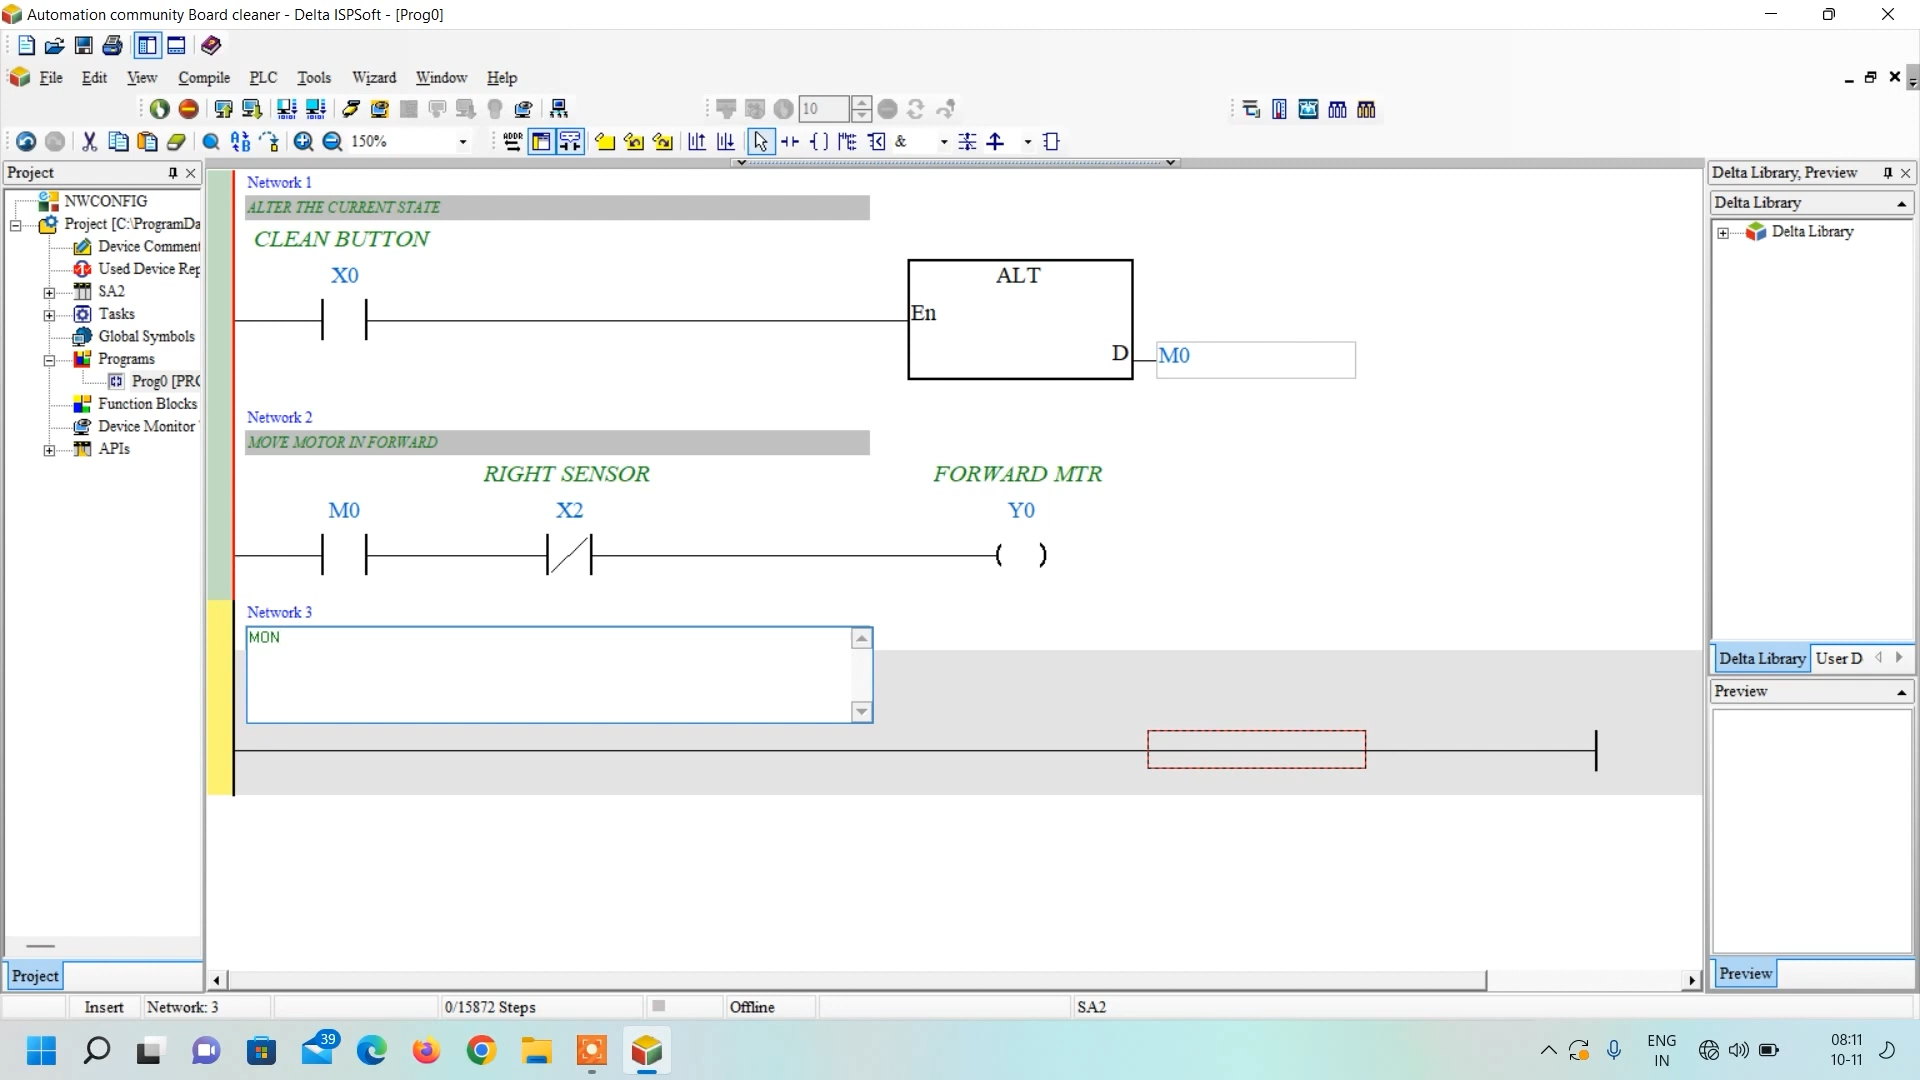 Automation community Board cleaner - Delta ISPSoft - [Prog0]
File Edit View Compile PLC Tools Wizard Window Help
10
150%
ADDR
&
Project
NWCONFIG
Project [C:\ProgramDa
Device Comment
Used Device Rep
SA2
Tasks
Global Symbols
Programs
Prog0 [PRO
Function Blocks
Device Monitor
APIs
Project
Network 1
ALTER THE CURRENT STATE
CLEAN BUTTON
X0
ALT
En
D
M0
Network 2
MOVE MOTOR IN FORWARD
RIGHT SENSOR
FORWARD MTR
M0
X2
Y0
Network 3
MON
Delta Library, Preview
Delta Library
Delta Library
Delta Library
User D
Preview
Preview
Insert
Network: 3
0/15872 Steps
Offline
SA2
39
ENG
IN
08:11
10-11